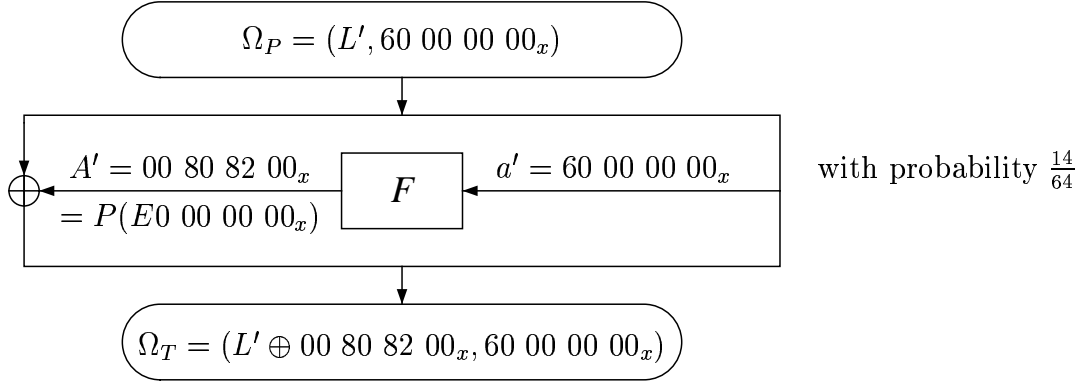 Ω_P = (L′, 60 00 00 00_x)
A′ = 00 80 82 00_x
= P(E0 00 00 00_x)
F
a′ = 60 00 00 00_x
with probability 14/64
Ω_T = (L′ ⊕ 00 80 82 00_x, 60 00 00 00_x)